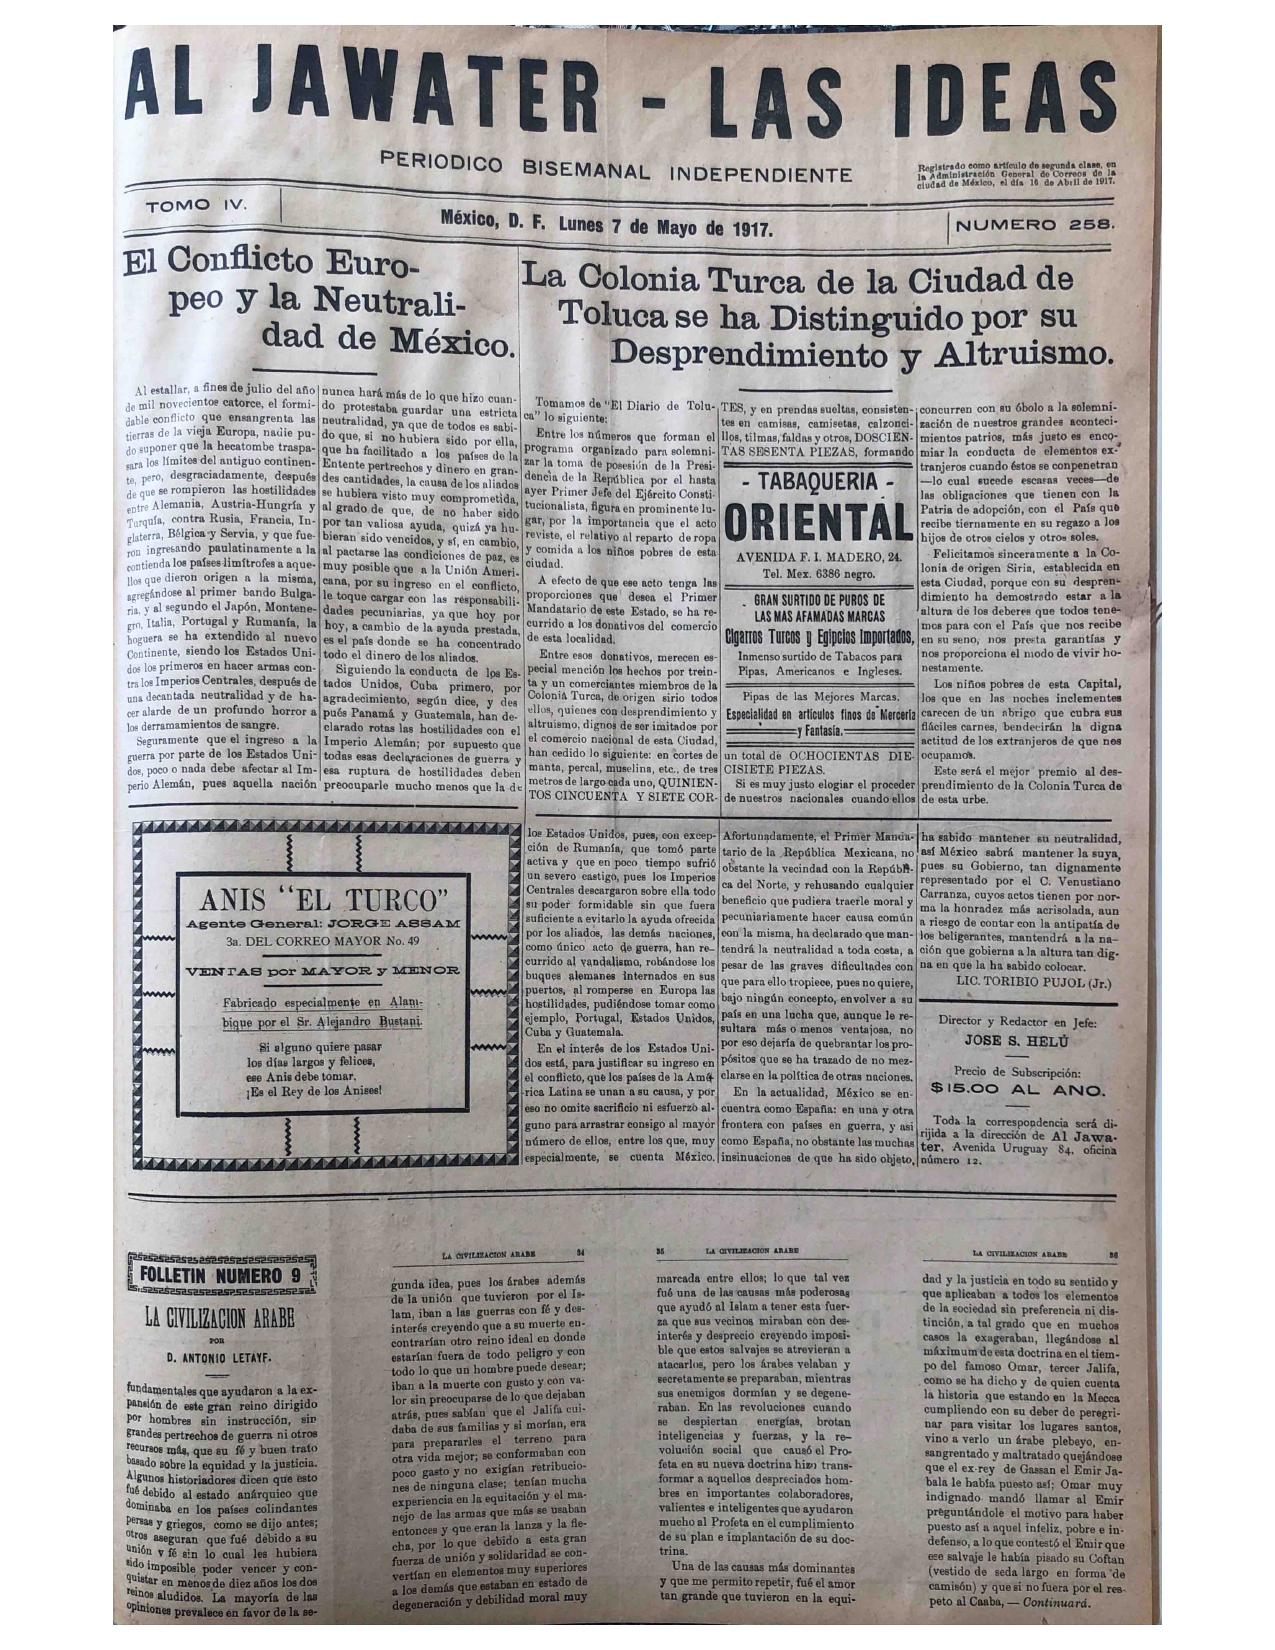 AL JAWATER - LAS IDEAS
PERIODICO BISEMANAL INDEPENDIENTE
Registrado como artículo de segunda clase, en
la Administración General de Correos de la
ciudad de México, el día 16 de Abril de 1917.
TOMO IV.
México, D. F. Lunes 7 de Mayo de 1917.
NUMERO 258.
El Conflicto Euro-
peo y la Neutrali-
dad de México.
Al estallar, a fines de julio del año
de mil novecientos catorce, el formi-
dable conflicto que ensangrenta las
tierras de la vieja Europa, nadie pu-
do suponer que la hecatombe traspa-
sara los límites del antiguo continen-
te, pero, desgraciadamente, después
de que se rompieron las hostilidades
entre Alemania, Austria-Hungría y
Turquía, contra Rusia, Francia, In-
glaterra, Bélgica y Servia, y que fue-
ron ingresando paulatinamente a la
contienda los países limítrofes a aque-
llos que dieron origen a la misma,
agregándose al primer bando Bulga-
ria, y al segundo el Japón, Montene-
gro, Italia, Portugal y Rumanía, la
hoguera se ha extendido al nuevo
Continente, siendo los Estados Uni-
dos los primeros en hacer armas con-
tra los Imperios Centrales, después de
una decantada neutralidad y de ha-
cer alarde de un profundo horror a
los derramamientos de sangre.
Seguramente que el ingreso a la
guerra por parte de los Estados Uni-
dos, poco o nada debe afectar al Im-
perio Alemán, pues aquella nación
nunca hará más de lo que hizo cuan-
do protestaba guardar una estricta
neutralidad, ya que de todos es sabi-
do que, si no hubiera sido por ella,
que ha facilitado a los países de la
Entente pertrechos y dinero en gran-
des cantidades, la causa de los aliados
se hubiera visto muy comprometida,
al grado de que, de no haber sido
por tan valiosa ayuda, quizá ya hu-
bieran sido vencidos, y sí, en cambio,
al pactarse las condiciones de paz, es
muy posible que a la Unión Ameri-
cana, por su ingreso en el conflicto,
le toque cargar con las responsabili-
dades pecuniarias, ya que hoy por
hoy, a cambio de la ayuda prestada,
es el país donde se ha concentrado
todo el dinero de los aliados.
Siguiendo la conducta de los Es-
tados Unidos, Cuba primero, por
agradecimiento, según dice, y des
pués Panamá y Guatemala, han de-
clarado rotas las hostilidades con el
Imperio Alemán; por supuesto que
todas esas declaraciones de guerra y
esa ruptura de hostilidades deben
preocuparle mucho menos que la de
La Colonia Turca de la Ciudad de
Toluca se ha Distinguido por su
Desprendimiento y Altruismo.
Tomamos de "El Diario de Tolu-
ca" lo siguiente:
Entre los números que forman el
programa organizado para solemni-
zar la toma de posesión de la Presi-
dencia de la República por el hasta
ayer Primer Jefe del Ejército Consti-
tucionalista, figura en prominente lu-
gar, por la importancia que el acto
reviste, el relativo al reparto de ropa
y comida a los niños pobres de esta
ciudad.
A efecto de que ese acto tenga las
proporciones que desea el Primer
Mandatario de este Estado, se ha re-
currido a los donativos del comercio
de esta localidad.
Entre esos donativos, merecen es-
pecial mención los hechos por trein-
ta y un comerciantes miembros de la
Colonia Turca, de origen sirio todos
ellos, quienes con desprendimiento y
altruismo, dignos de ser imitados por
el comercio nacional de esta Ciudad,
han cedido lo siguiente: en cortes de
manta, percal, muselina, etc., de tres
metros de largo cada uno, QUINIEN-
TOS CINCUENTA Y SIETE COR-
TES, y en prendas sueltas, consisten-
tes en camisas, camisetas, calzonci-
llos, tilmas, faldas y otros, DOSCIEN-
TAS SESENTA PIEZAS, formando
- TABAQUERIA -
ORIENTAL
AVENIDA F. I. MADERO, 24.
Tel. Mex. 6386 negro.
GRAN SURTIDO DE PUROS DE
LAS MAS AFAMADAS MARCAS
Cigarros Turcos y Egipcios Importados,
Inmenso surtido de Tabacos para
Pipas, Americanos e Ingleses.
Pipas de las Mejores Marcas.
Especialidad en artículos finos de Mercería
y Fantasía.
un total de OCHOCIENTAS DIE-
CISIETE PIEZAS.
Si es muy justo elogiar el proceder
de nuestros nacionales cuando ellos
concurren con su óbolo a la solemni-
zación de nuestros grandes aconteci-
mientos patrios, más justo es enco-
miar la conducta de elementos ex-
tranjeros cuando éstos se conpenetran
—lo cual sucede escaras veces—de
las obligaciones que tienen con la
Patria de adopción, con el País que
recibe tiernamente en su regazo a los
hijos de otros cielos y otros soles.
Felicitamos sinceramente a la Co-
lonia de origen Siria, establecida en
esta Ciudad, porque con su despren-
dimiento ha demostrado estar a la
altura de los deberes que todos tene-
mos para con el País que nos recibe
en su seno, nos presta garantías y
nos proporciona el modo de vivir ho-
nestamente.
Los niños pobres de esta Capital,
los que en las noches inclementes
carecen de un abrigo que cubra sus
fláciles carnes, bendecirán la digna
actitud de los extranjeros de que nos
ocupamos.
Esto será el mejor premio al des-
prendimiento de la Colonia Turca de
de esta urbe.
ANIS "EL TURCO"
Agente General: JORGE ASSAM
3a. DEL CORREO MAYOR No. 49
VENTAS por MAYOR y MENOR
Fabricado especialmente en Alam-
bique por el Sr. Alejandro Bustani.
Si alguno quiere pasar
los días largos y felices,
ese Anis debe tomar,
¡Es el Rey de los Anises!
los Estados Unidos, pues, con excep-
ción de Rumanía, que tomó parte
activa y que en poco tiempo sufrió
un severo castigo, pues los Imperios
Centrales descargaron sobre ella todo
su poder formidable sin que fuera
suficiente a evitarlo la ayuda ofrecida
por los aliados, las demás naciones,
como único acto de guerra, han re-
currido al vandalismo, robándose los
buques alemanes internados en sus
puertos, al romperse en Europa las
hostilidades, pudiéndose tomar como
ejemplo, Portugal, Estados Unidos,
Cuba y Guatemala.
En el interés de los Estados Uni-
dos está, para justificar su ingreso en
el conflicto, que los países de la Amé-
rica Latina se unan a su causa, y por
eso no omite sacrificio ni esfuerzo al-
guno para arrastrar consigo al mayor
número de ellos, entre los que, muy
especialmente, se cuenta México.
Afortunadamente, el Primer Manda-
tario de la República Mexicana, no
obstante la vecindad con la Repúbli-
ca del Norte, y rehusando cualquier
beneficio que pudiera traerle moral y
pecuniariamente hacer causa común
con la misma, ha declarado que man-
tendrá la neutralidad a toda costa, a
pesar de las graves dificultades con
que para ello tropiece, pues no quiere,
bajo ningún concepto, envolver a su
país en una lucha que, aunque le re-
sultara más o menos ventajosa, no
por eso dejaría de quebrantar los pro-
pósitos que se ha trazado de no mez-
clarse en la política de otras naciones.
En la actualidad, México se en-
cuentra como España: en una y otra
frontera con países en guerra, y así
como España, no obstante las muchas
insinuaciones de que ha sido objeto,
ha sabido mantener su neutralidad,
así México sabrá mantener la suya,
pues su Gobierno, tan dignamente
representado por el C. Venustiano
Carranza, cuyos actos tienen por nor-
ma la honradez más acrisolada, aun
a riesgo de contar con la antipatía de
los beligerantes, mantendrá a la na-
ción que gobierna a la altura tan dig-
na en que la ha sabido colocar.
LIC. TORIBIO PUJOL (Jr.)
Director y Redactor en Jefe:
JOSE S. HELÚ
Precio de Subscripción:
$15.00 AL ANO.
Toda la correspondencia será di-
rijida a la dirección de Al Jawa-
ter, Avenida Uruguay 84, oficina
número 12.
FOLLETIN NUMERO 9
LA CIVILIZACION ARABE
POR
D. ANTONIO LETAYF.
fundamentales que ayudaron a la ex-
pansión de este gran reino dirigido
por hombres sin instrucción, sin
grandes pertrechos de guerra ni otros
recursos más, que su fé y buen trato
basado sobre la equidad y la justicia.
Algunos historiadores dicen que esto
fué debido al estado anárquico que
dominaba en los países colindantes
persas y griegos, como se dijo antes;
otros aseguran que fué debido a su
unión y fé sin lo cual les hubiera
sido imposible poder vencer y con-
quistar en menos de diez años los dos
reinos aludidos. La mayoría de las
opiniones prevalece en favor de la se-
LA CIVILIZACION ARABE 34
gunda idea, pues los árabes además
de la unión que tuvieron por el Is-
lam, iban a las guerras con fé y des-
interés creyendo que a su muerte en-
contrarían otro reino ideal en donde
estarían fuera de todo peligro y con
todo lo que un hombre puede desear;
iban a la muerte con gusto y con va-
lor sin preocuparse de lo que dejaban
atrás, pues sabían que el Jalifa cui-
daba de sus familias y si morían, era
para prepararles el terreno para
otra vida mejor; se conformaban con
poco gasto y no exigían retribucio-
nes de ninguna clase; tenían mucha
experiencia en la equitación y el ma-
nejo de las armas que más se usaban
entonces y que eran la lanza y la fle-
cha, por lo que debido a esta gran
fuerza de unión y solidaridad se con-
vertían en elementos muy superiores
a los demás que estaban en estado de
degeneración y debilidad moral muy
35 LA CIVILIZACION ARABE
marcada entre ellos; lo que tal vez
fué una de las causas más poderosas
que ayudó al Islam a tener esta fuer-
za que sus vecinos miraban con des-
interés y desprecio creyendo imposi-
ble que estos salvajes se atrevieran a
atacarlos, pero los árabes velaban y
secretamente se preparaban, mientras
sus enemigos dormían y se degene-
raban. En las revoluciones cuando
se despiertan energías, brotan
inteligencias y fuerzas, y la re-
volución social que causó el Pro-
feta en su nueva doctrina hizo trans-
formar a aquellos despreciados hom-
bres en importantes colaboradores,
valientes e inteligentes que ayudaron
mucho al Profeta en el cumplimiento
de su plan e implantación de su doc-
trina.
Una de las causas más dominantes
y que me permito repetir, fué el amor
tan grande que tuvieron en la equi-
LA CIVILIZACION ARABE 36
dad y la justicia en todo su sentido y
que aplicaban a todos los elementos
de la sociedad sin preferencia ni dis-
tinción, a tal grado que en muchos
casos la exageraban, llegándose al
máximum de esta doctrina en el tiem-
po del famoso Omar, tercer Jalifa,
como se ha dicho y de quien cuenta
la historia que estando en la Mecca
cumpliendo con su deber de peregri-
nar para visitar los lugares santos,
vino a verlo un árabe plebeyo, en-
sangrentado y maltratado quejándose
que el ex-rey de Gassan el Emir Ja-
bala le había puesto así; Omar muy
indignado mandó llamar al Emir
preguntándole el motivo para haber
puesto así a aquel infeliz, pobre e in-
defenso, a lo que contestó el Emir que
ese salvaje le había pisado su Coftan
(vestido de seda largo en forma de
camisón) y que si no fuera por el res-
peto al Caaba, — Continuará.